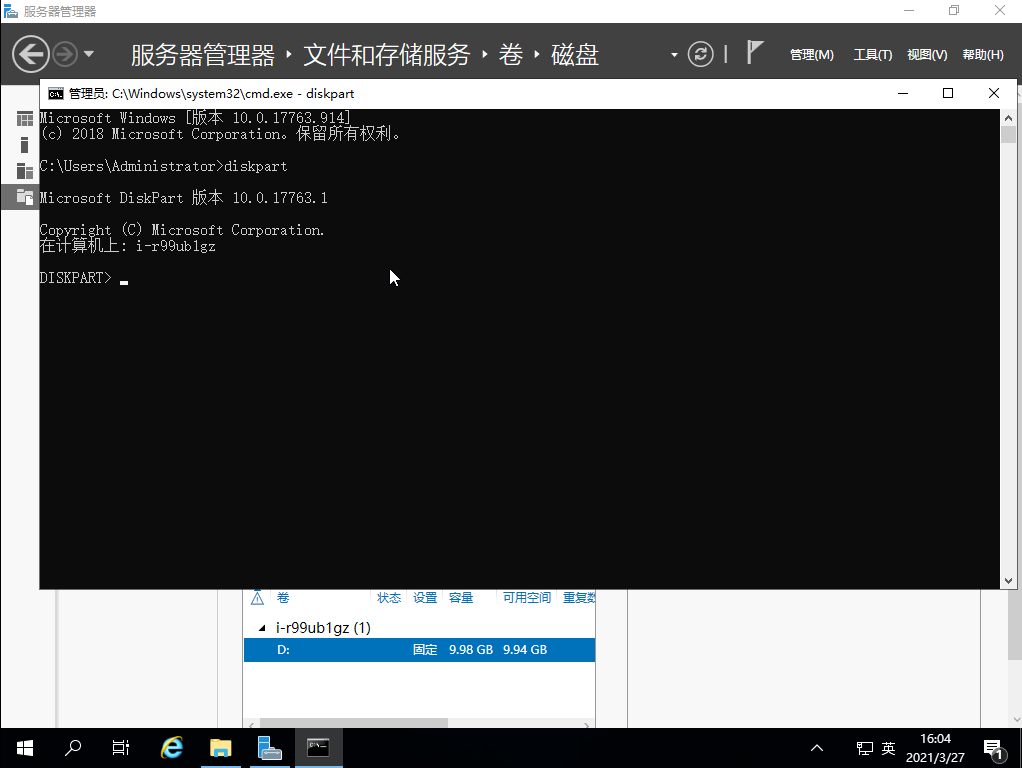 服务器管理器
服务器管理器 文件和存储服务 卷 磁盘
管理(M) 工具(T) 视图(V) 帮助(H)
管理员: C:\Windows\system32\cmd.exe - diskpart
Microsoft Windows [版本 10.0.17763.914]
(c) 2018 Microsoft Corporation。保留所有权利。
C:\Users\Administrator>diskpart
Microsoft DiskPart 版本 10.0.17763.1
Copyright (C) Microsoft Corporation.
在计算机上: i-r99ub1gz
DISKPART>
卷 状态 设置 容量 可用空间 重复数
i-r99ub1gz (1)
D: 固定 9.98 GB 9.94 GB
英
16:04
2021/3/27
1